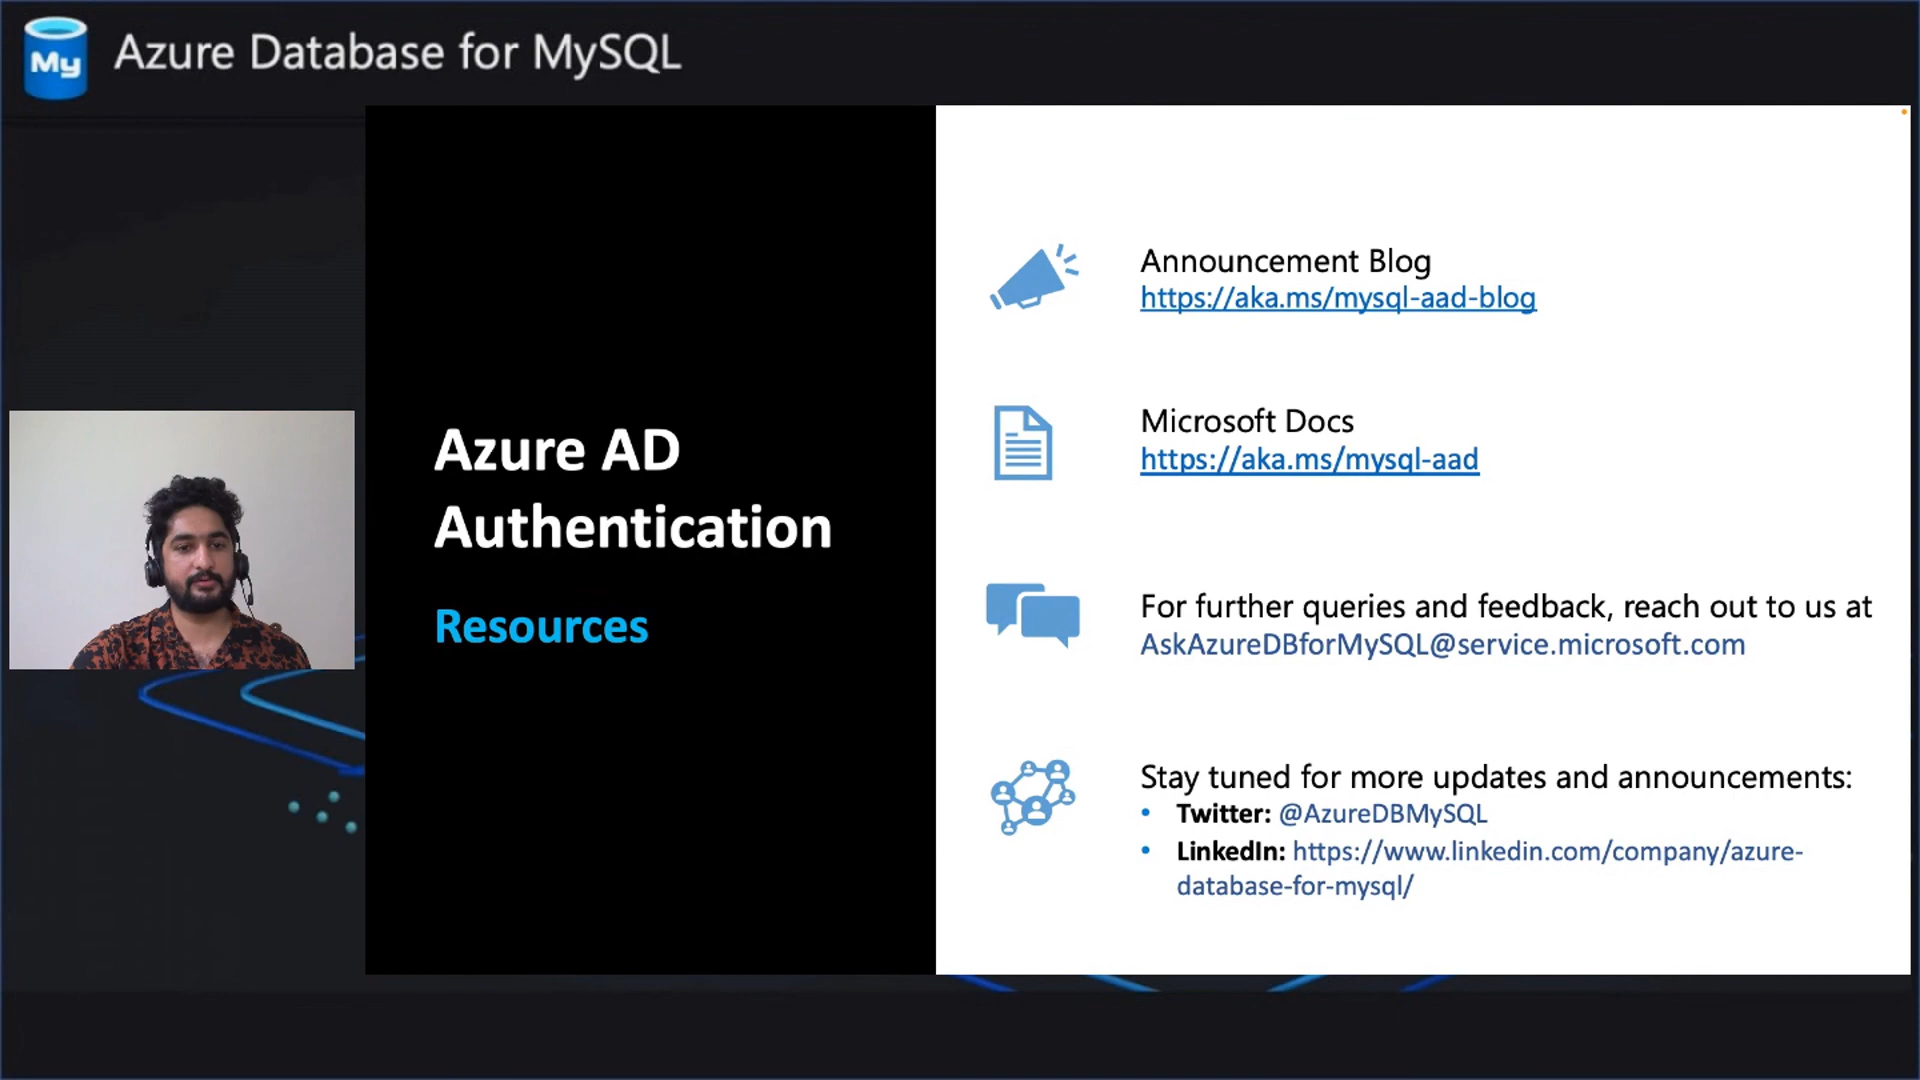 My
Azure Database for MySQL
Azure AD
Authentication
Resources
Announcement Blog
https://aka.ms/mysql-aad-blog
Microsoft Docs
https://aka.ms/mysql-aad
For further queries and feedback, reach out to us at
AskAzureDBforMySQL@service.microsoft.com
Stay tuned for more updates and announcements:
• Twitter: @AzureDBMySQL
• LinkedIn: https://www.linkedin.com/company/azure-
database-for-mysql/